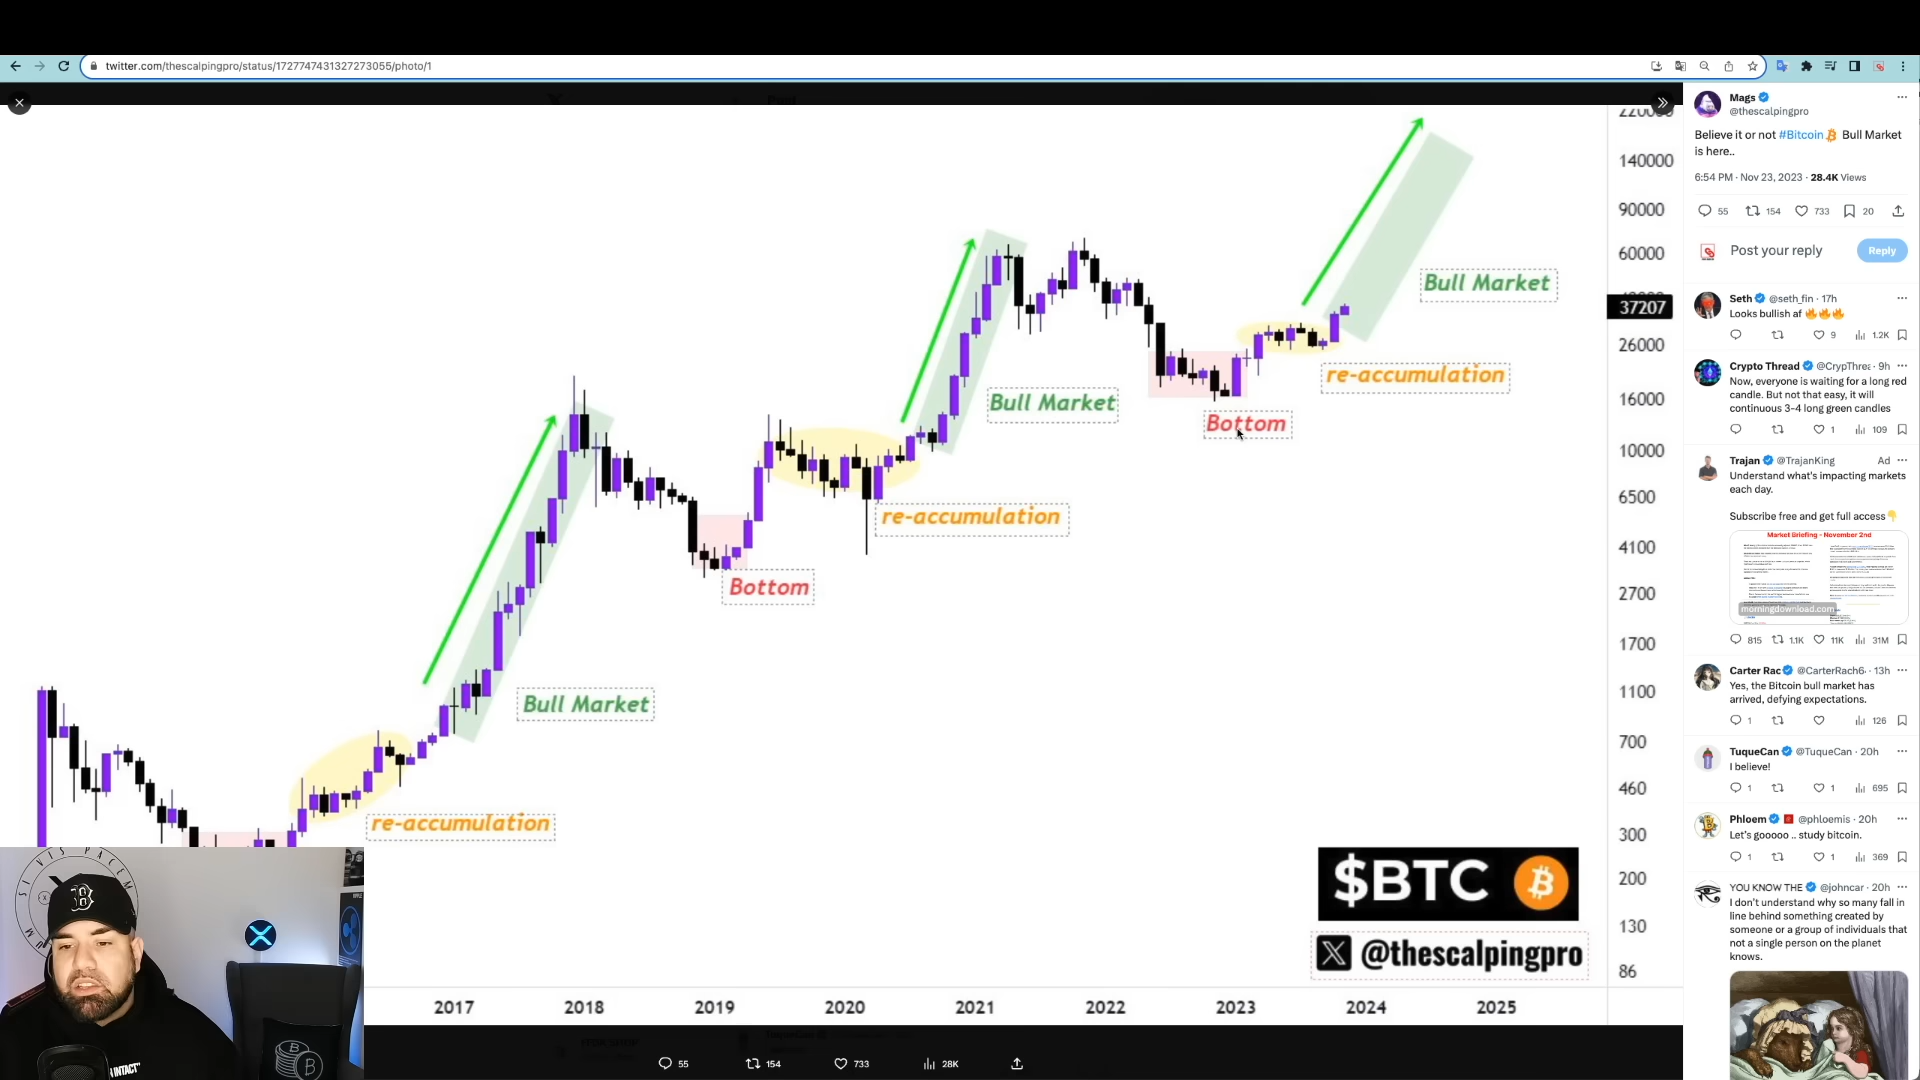 twitter.com/thescalpingpro/status/1727747431327273055/photo/1
220000
140000
90000
60000
37207
26000
16000
10000
6500
4100
2700
1700
1100
700
460
300
200
130
86
Bull Market
re-accumulation
Bottom
Bull Market
re-accumulation
Bottom
Bull Market
re-accumulation
$BTC
@thescalpingpro
2017
2018
2019
2020
2021
2022
2023
2024
2025
55
154
733
28K
SI VIS PACEM
INTACT"
Mags
@thescalpingpro
Believe it or not #Bitcoin Bull Market
is here..
6:54 PM · Nov 23, 2023 · 28.4K Views
55
154
733
20
Post your reply
Reply
Seth @seth_fin · 17h
Looks bullish af 🔥🔥🔥
9
1.2K
Crypto Thread @CrypThre: · 9h
Now, everyone is waiting for a long red
candle. But not that easy, it will
continuous 3-4 long green candles
1
109
Trajan @TrajanKing Ad
Understand what's impacting markets
each day.
Subscribe free and get full access👇
Market Briefing - November 2nd
morningdownload.com
815
1.1K
11K
31M
Carter Rac @CarterRach6 · 13h
Yes, the Bitcoin bull market has
arrived, defying expectations.
1
126
TuqueCan @TuqueCan · 20h
I believe!
1
1
695
Phloem @phloemis · 20h
Let's gooooo .. study bitcoin.
1
1
369
YOU KNOW THE @johncar · 20h
I don't understand why so many fall in
line behind something created by
someone or a group of individuals that
not a single person on the planet
knows.